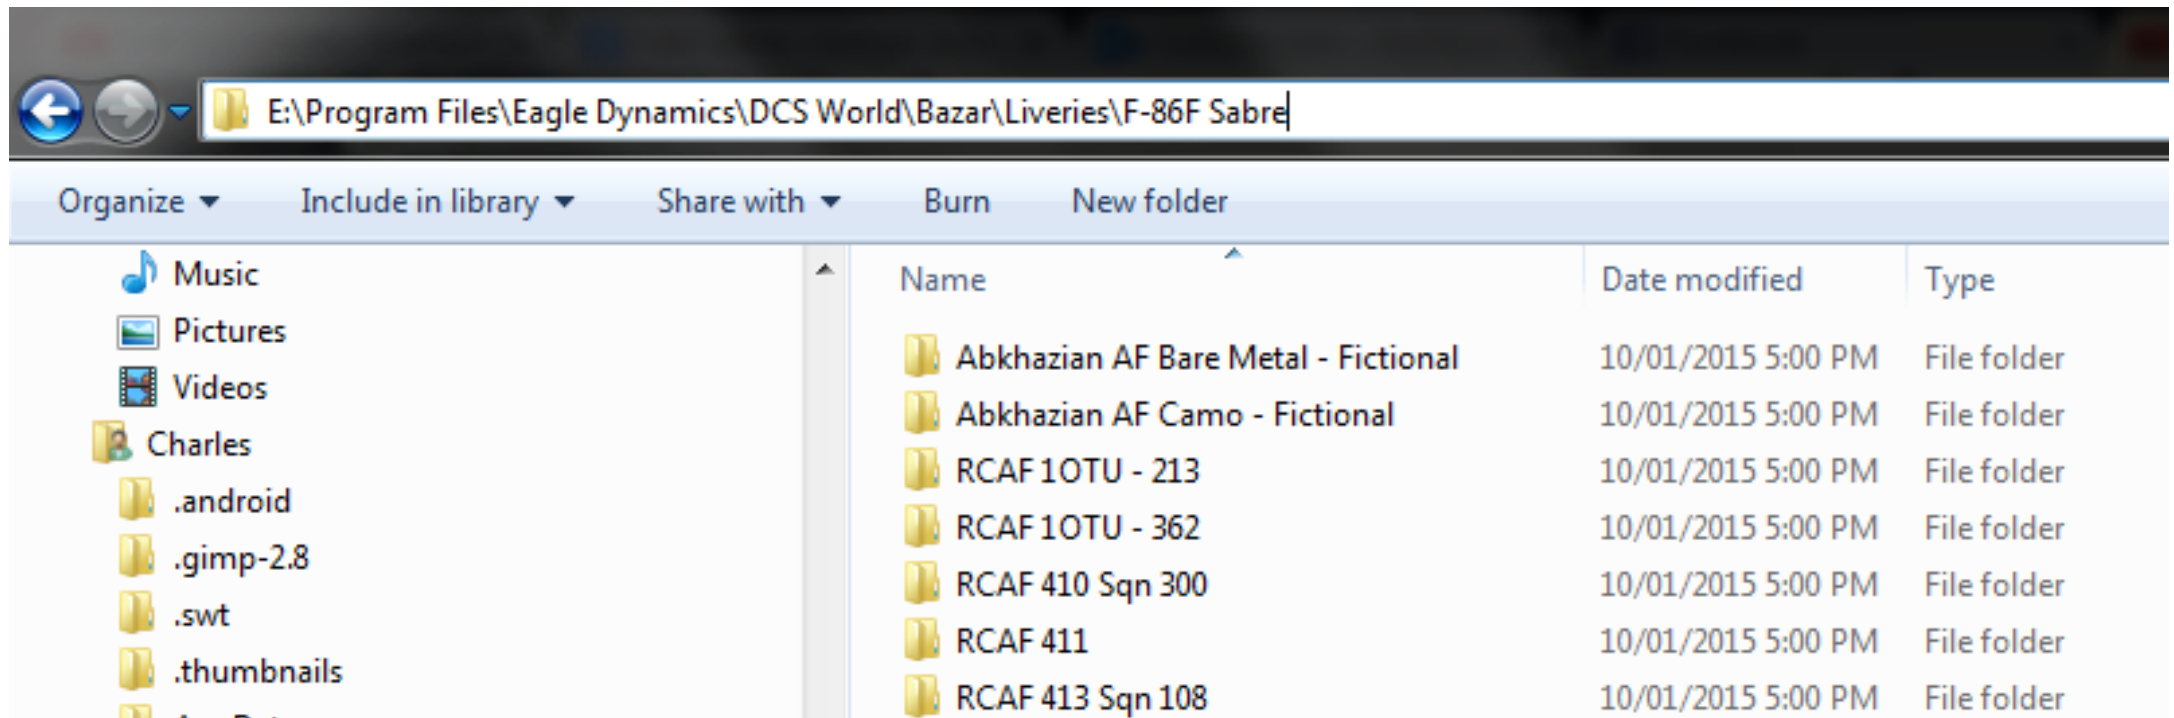 E:\Program Files\Eagle Dynamics\DCS World\Bazar\Liveries\F-86F Sabre
Organize Include in library Share with Burn New folder
Music
Pictures
Videos
Charles
.android
.gimp-2.8
.swt
.thumbnails
Name Date modified Type
Abkhazian AF Bare Metal - Fictional 10/01/2015 5:00 PM File folder
Abkhazian AF Camo - Fictional 10/01/2015 5:00 PM File folder
RCAF 1OTU - 213 10/01/2015 5:00 PM File folder
RCAF 1OTU - 362 10/01/2015 5:00 PM File folder
RCAF 410 Sqn 300 10/01/2015 5:00 PM File folder
RCAF 411 10/01/2015 5:00 PM File folder
RCAF 413 Sqn 108 10/01/2015 5:00 PM File folder